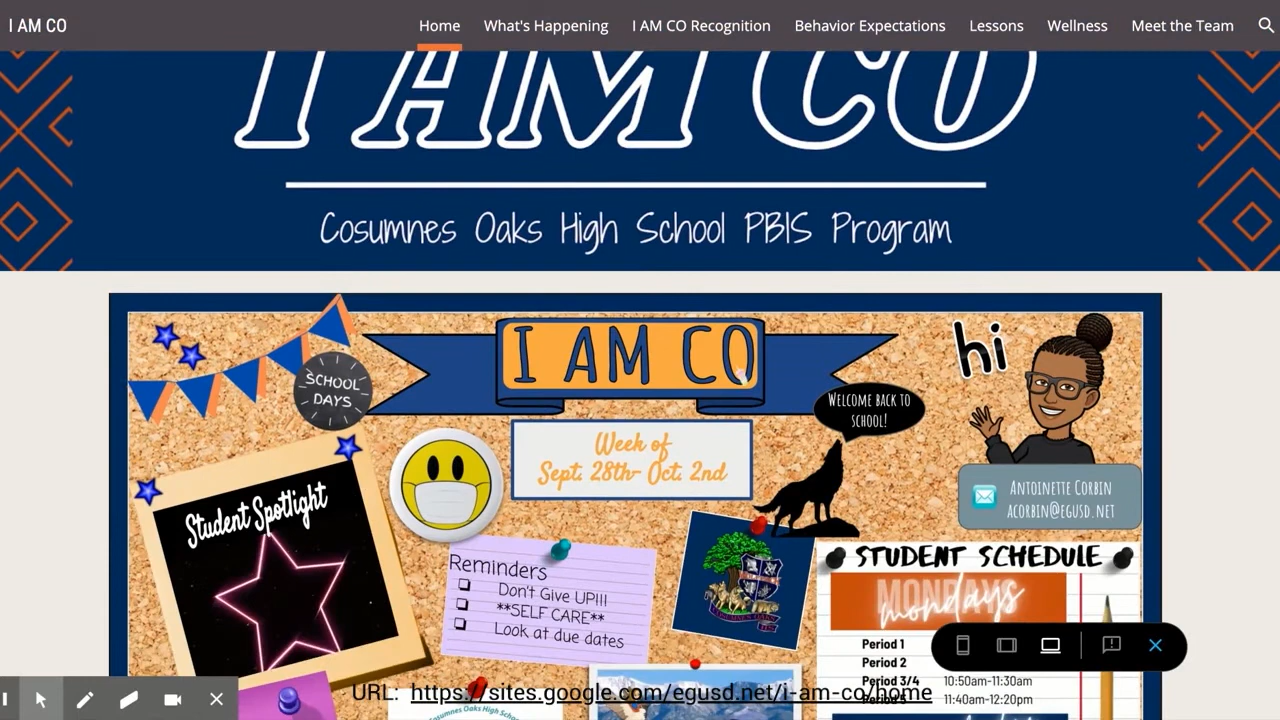 I AM CO
Home What's Happening I AM CO Recognition Behavior Expectations Lessons Wellness Meet the Team
I AM CO
Cosumnes Oaks High School PBIS Program
I AM CO
hi
SCHOOL
DAYS
WELCOME BACK TO
SCHOOL!
Week of
Sept. 28th- Oct. 2nd
ANTOINETTE CORBIN
ACORBIN@EGUSD.NET
Student Spotlight
Reminders
Don't Give UP!!!
**SELF CARE**
Look at due dates
STUDENT SCHEDULE
MONDAYS
mondays
Period 1
Period 2
Period 3/4 10:50am-11:30am
Period 5 11:40am-12:20pm
URL: https://sites.google.com/egusd.net/i-am-co/home